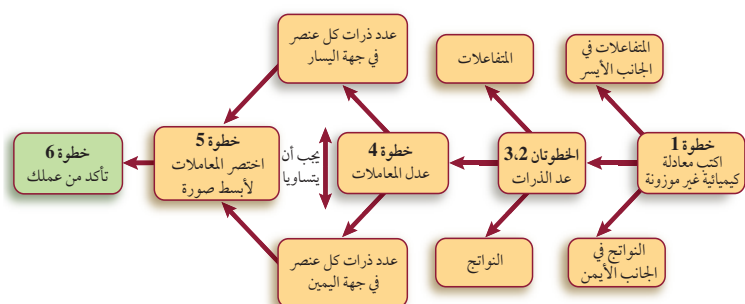 المتفاعلات في
الجانب الأيسر
خطوة 1
اكتب معادلة
كيميائية غير موزونة
النواتج في
الجانب الأيمن
المتفاعلات
الخطوتان 3،2
عد الذرات
النواتج
عدد ذرات كل عنصر
في جهة اليسار
خطوة 4
عدل المعاملات
يجب أن
يتساويا
عدد ذرات كل عنصر
في جهة اليمين
خطوة 5
اختصر المعاملات
لأبسط صورة
خطوة 6
تأكد من عملك